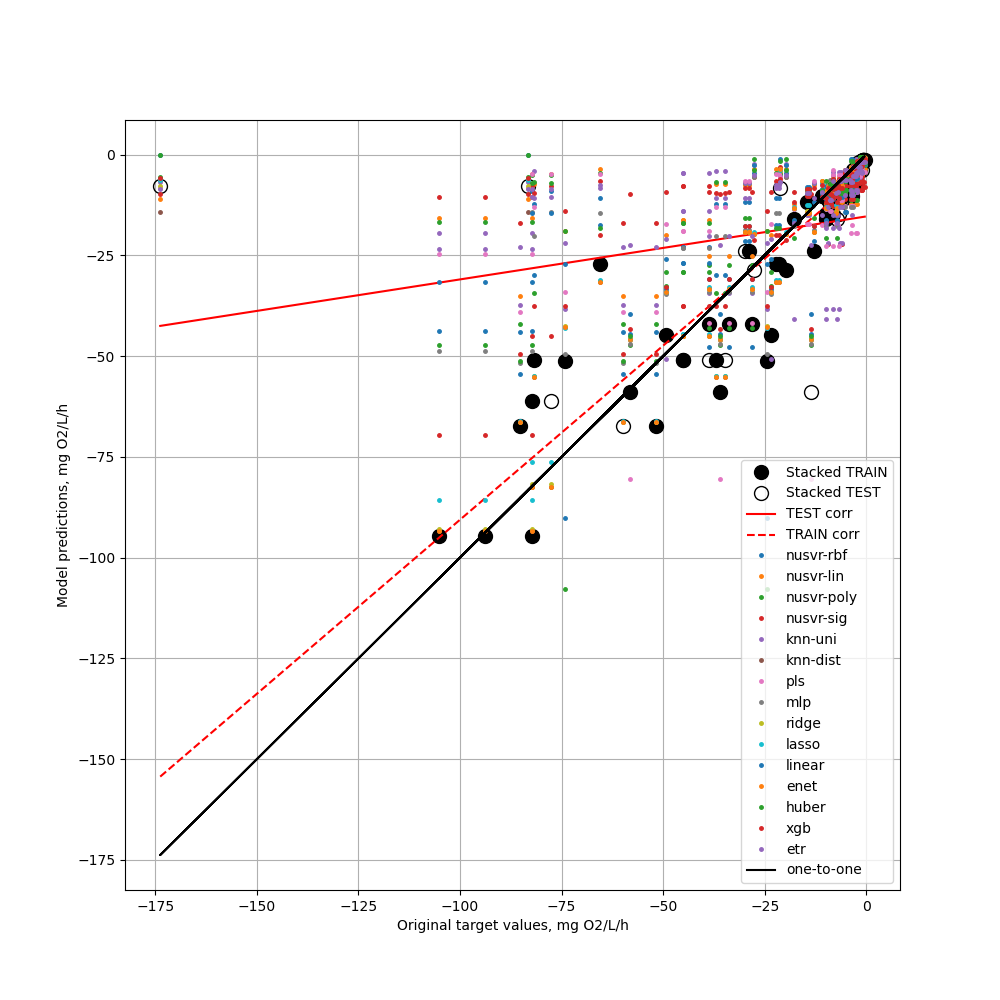 0
−25
−50
−75
−100
−125
−150
−175
Model predictions, mg O2/L/h
Stacked TRAIN
Stacked TEST
TEST corr
TRAIN corr
nusvr-rbf
nusvr-lin
nusvr-poly
nusvr-sig
knn-uni
knn-dist
pls
mlp
ridge
lasso
linear
enet
huber
xgb
etr
one-to-one
−175 −150 −125 −100 −75 −50 −25 0
Original target values, mg O2/L/h